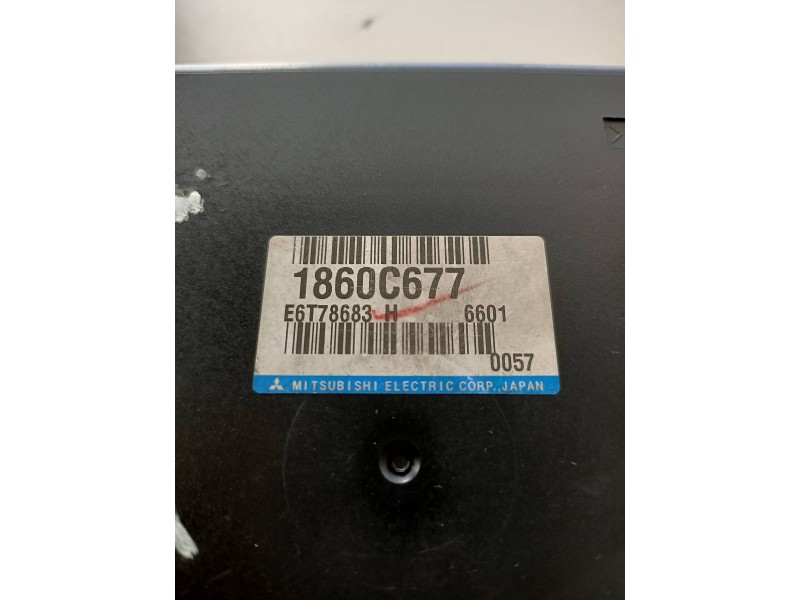 1860C677
E6T78683 H 6601
0057
MITSUBISHI ELECTRIC CORP., JAPAN